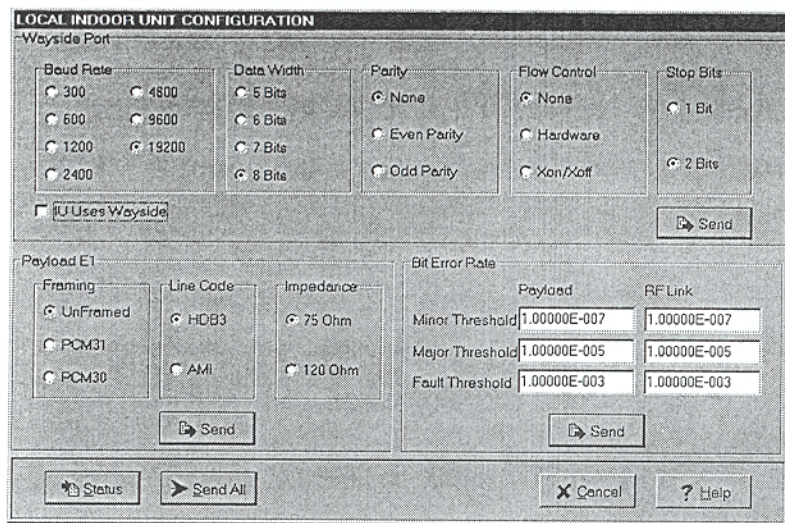 LOCAL INDOOR UNIT CONFIGURATION
Wayside Port
Baud Rate
300
4800
600
9600
1200
19200
2400
Data Width
5 Bits
6 Bits
7 Bits
8 Bits
Parity
None
Even Parity
Odd Parity
Flow Control
None
Hardware
Xon/Xoff
Stop Bits
1 Bit
2 Bits
IU Uses Wayside
Send
Payload E1
Framing
UnFramed
PCM31
PCM30
Line Code
HDB3
AMI
Impedance
75 Ohm
120 Ohm
Send
Bit Error Rate
Payload RF Link
Minor Threshold 1.00000E-007 1.00000E-007
Major Threshold 1.00000E-005 1.00000E-005
Fault Threshold 1.00000E-003 1.00000E-003
Send
Status
Send All
Cancel
? Help